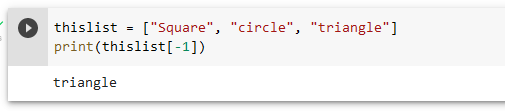 thislist = ["Square", "circle", "triangle"]
print(thislist[-1])
triangle